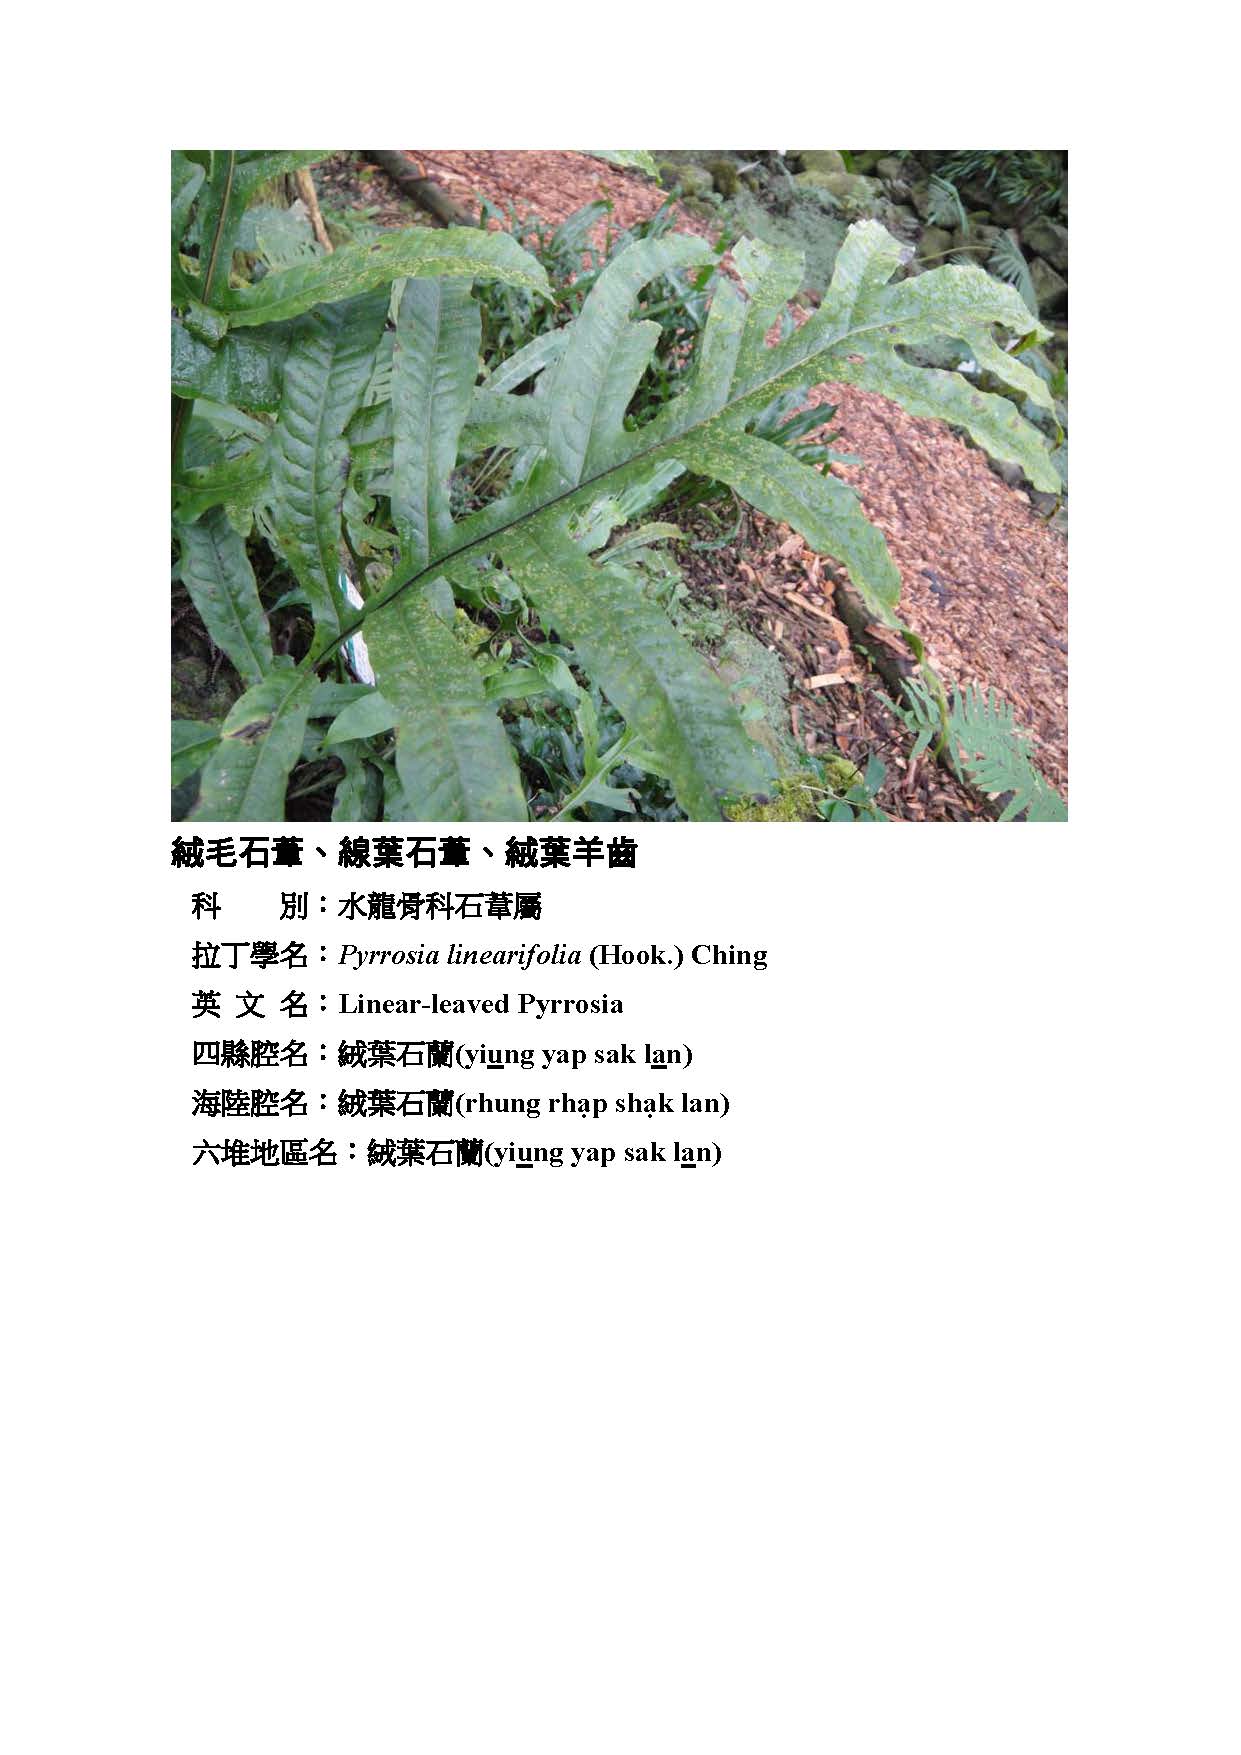 絨毛石葦、線葉石葦、絨葉羊齒
科　　別：水龍骨科石葦屬
拉丁學名：Pyrrosia linearifolia (Hook.) Ching
英 文 名：Linear-leaved Pyrrosia
四縣腔名：絨葉石蘭(yiu̲ng yap sak la̲n)
海陸腔名：絨葉石蘭(rhung rhạp shạk lan)
六堆地區名：絨葉石蘭(yiu̲ng yap sak la̲n)